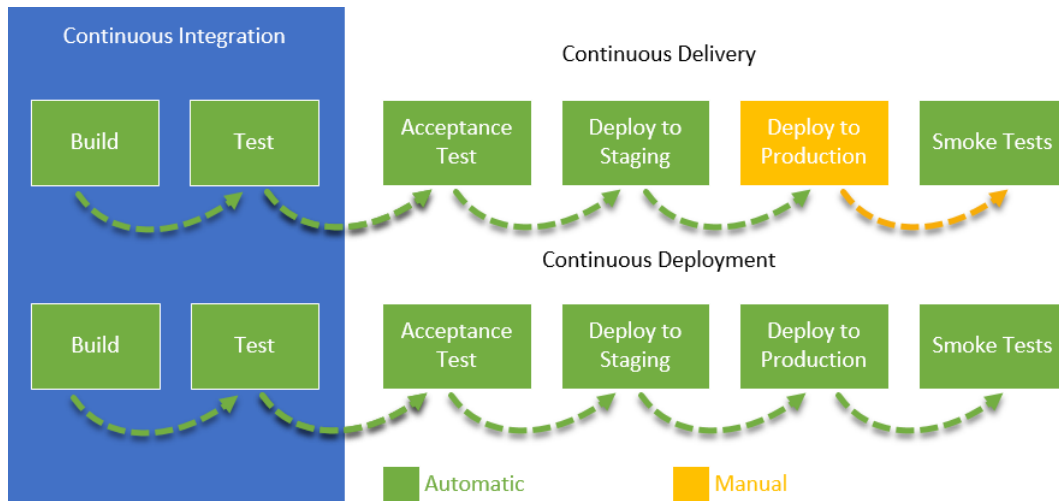 Continuous Integration
Continuous Delivery
Build
Test
Acceptance
Test
Deploy to
Staging
Deploy to
Production
Smoke Tests
Continuous Deployment
Build
Test
Acceptance
Test
Deploy to
Staging
Deploy to
Production
Smoke Tests
Automatic
Manual